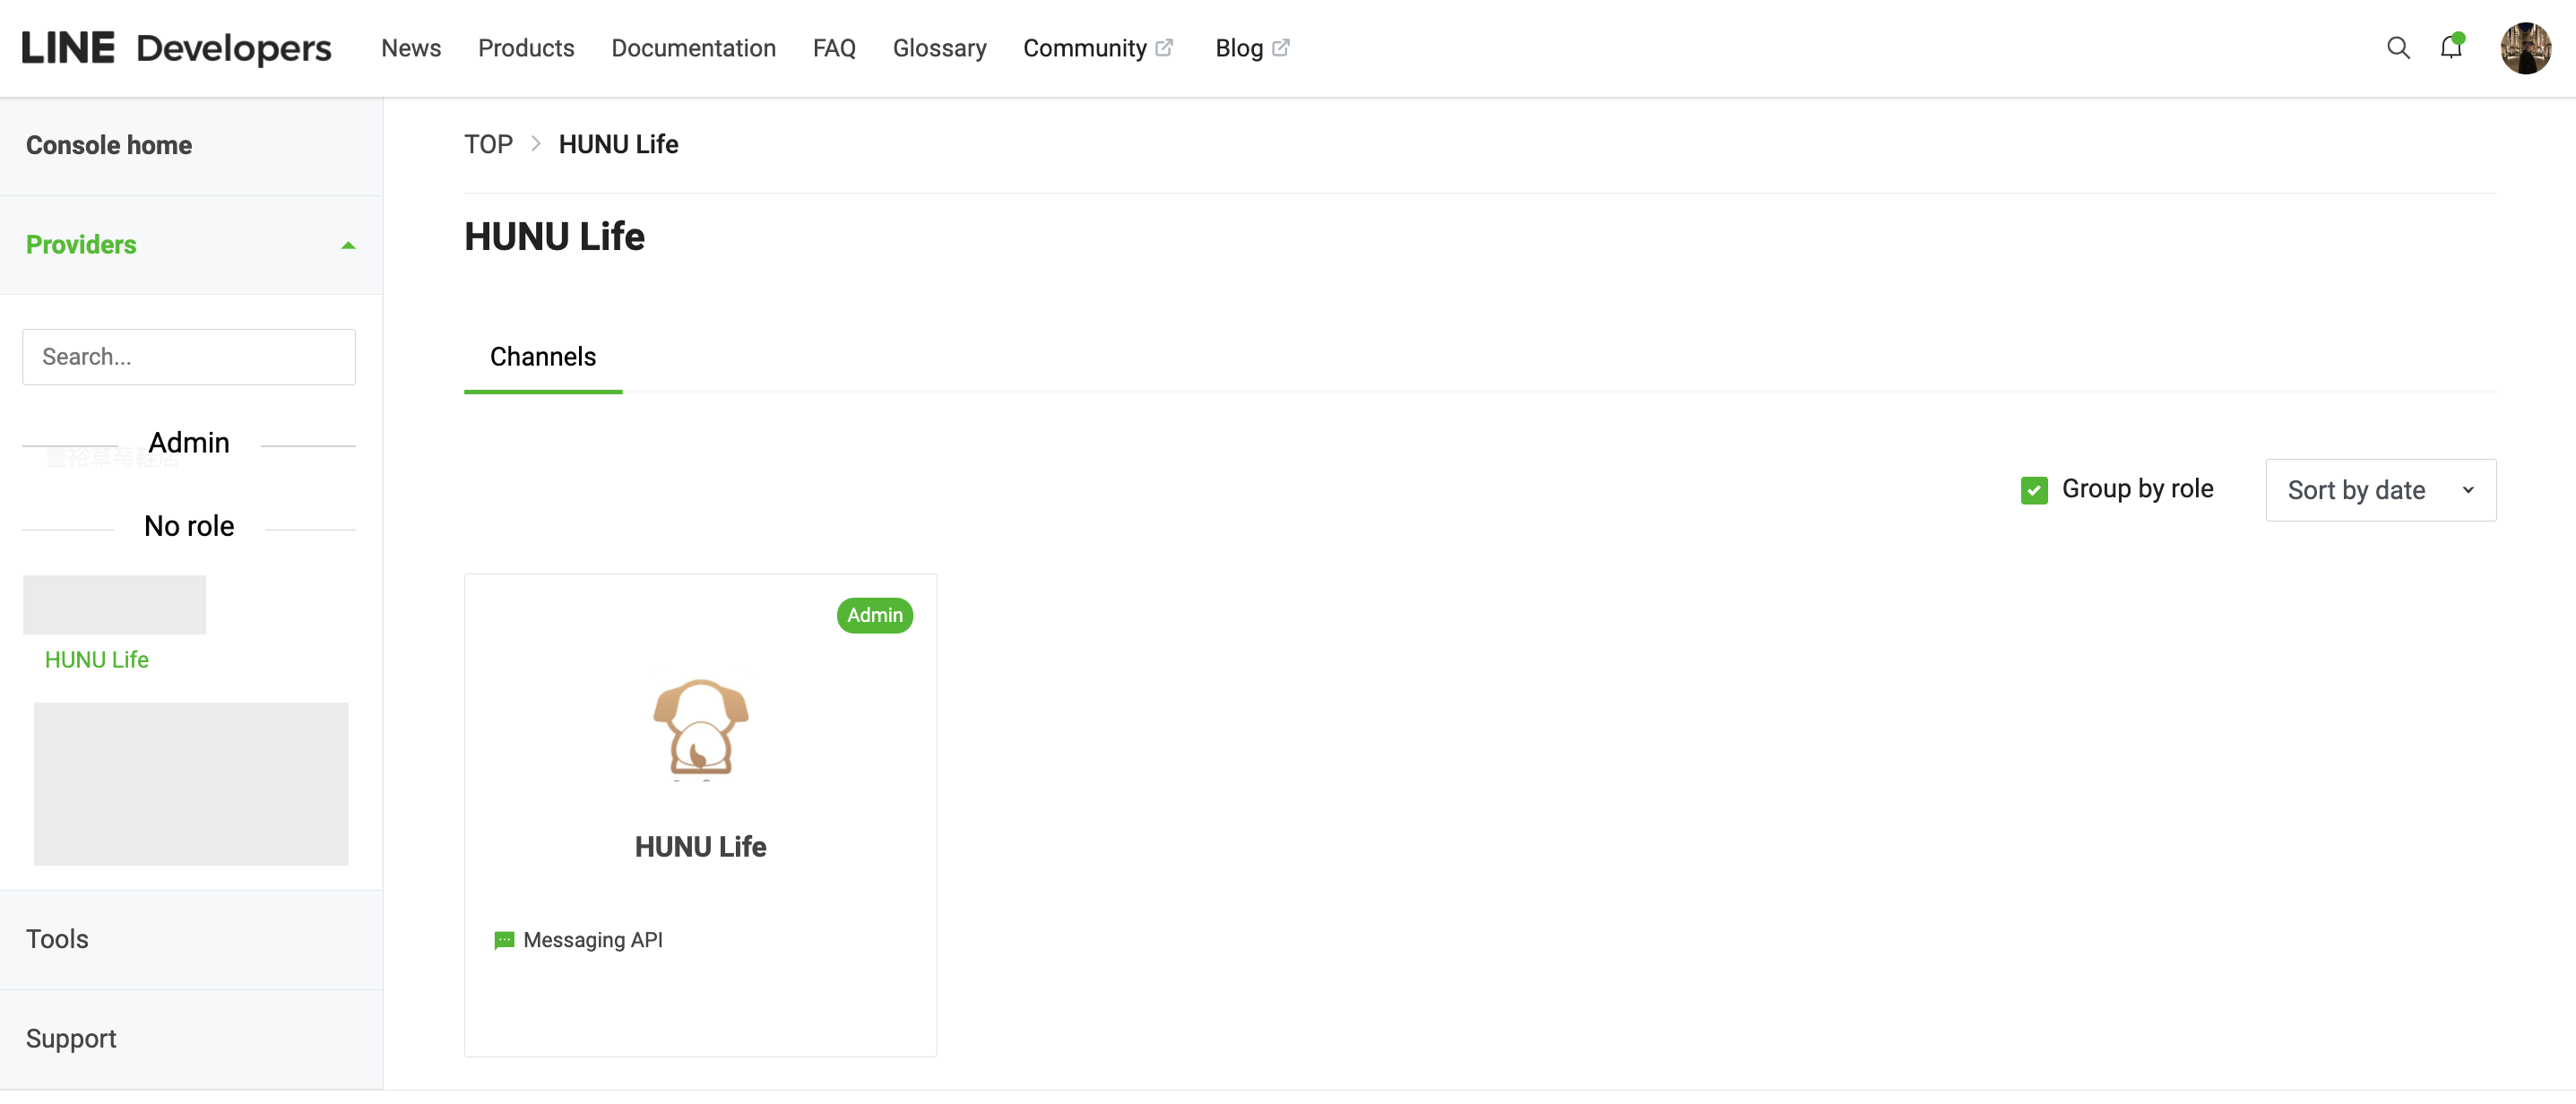 LINE Developers News Products Documentation FAQ Glossary Community Blog
Console home
Providers
Search...
Admin
No role
HUNU Life
Tools
Support
TOP > HUNU Life
HUNU Life
Channels
Group by role Sort by date
Admin
HUNU Life
Messaging API